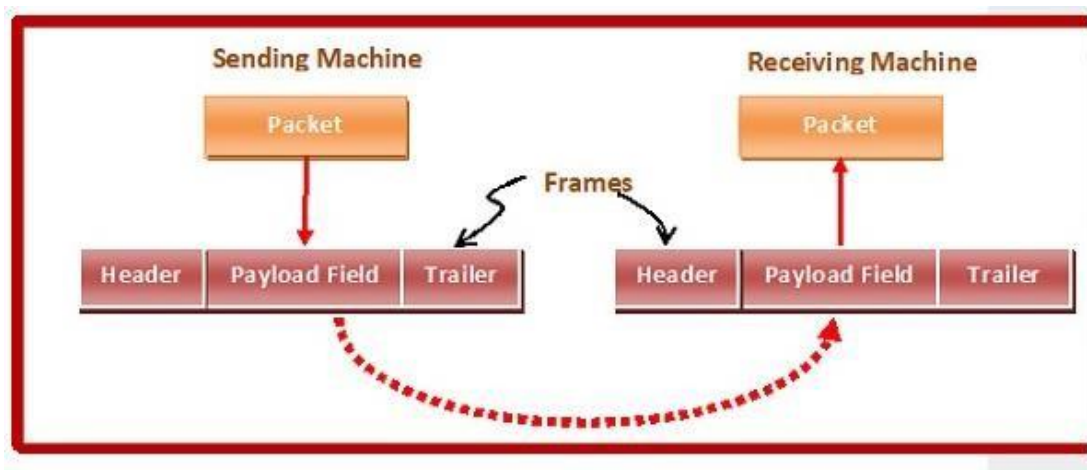 Sending Machine
Receiving Machine
Packet
Packet
Frames
Header Payload Field Trailer
Header Payload Field Trailer